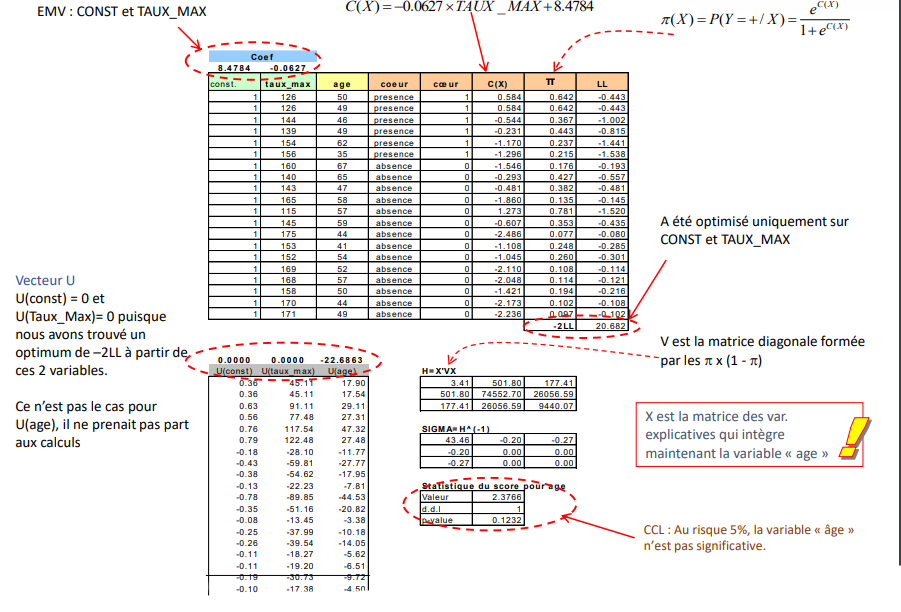 EMV : CONST et TAUX_MAX
C(X) = −0.0627 × TAUX _ MAX + 8.4784
π(X) = P(Y = + / X) = e^C(X) / 1 + e^C(X)
Coef
8.4784 -0.0627
const. taux_max age coeur cœur C(X) π LL
1 126 50 presence 1 0.584 0.642 -0.443
1 126 49 presence 1 0.584 0.642 -0.443
1 144 46 presence 1 -0.544 0.367 -1.002
1 139 49 presence 1 -0.231 0.443 -0.815
1 154 62 presence 1 -1.170 0.237 -1.441
1 156 35 presence 1 -1.296 0.215 -1.538
1 160 67 absence 0 -1.546 0.176 -0.193
1 140 65 absence 0 -0.293 0.427 -0.557
1 143 47 absence 0 -0.481 0.382 -0.481
1 165 58 absence 0 -1.860 0.135 -0.145
1 115 57 absence 0 1.273 0.781 -1.520
1 145 59 absence 0 -0.607 0.353 -0.435
1 175 44 absence 0 -2.486 0.077 -0.080
1 153 41 absence 0 -1.108 0.248 -0.285
1 152 54 absence 0 -1.045 0.260 -0.301
1 169 52 absence 0 -2.110 0.108 -0.114
1 168 57 absence 0 -2.048 0.114 -0.121
1 158 50 absence 0 -1.421 0.194 -0.216
1 170 44 absence 0 -2.173 0.102 -0.108
1 171 49 absence 0 -2.236 0.097 -0.102
-2LL 20.682
A été optimisé uniquement sur
CONST et TAUX_MAX
Vecteur U
U(const) = 0 et
U(Taux_Max)= 0 puisque
nous avons trouvé un
optimum de –2LL à partir de
ces 2 variables.
Ce n’est pas le cas pour
U(age), il ne prenait pas part
aux calculs
0.0000 0.0000 -22.6863
U(const) U(taux_max) U(age)
0.36 45.11 17.90
0.36 45.11 17.54
0.63 91.11 29.11
0.56 77.48 27.31
0.76 117.54 47.32
0.79 122.48 27.48
-0.18 -28.10 -11.77
-0.43 -59.81 -27.77
-0.38 -54.62 -17.95
-0.13 -22.23 -7.81
-0.78 -89.85 -44.53
-0.35 -51.16 -20.82
-0.08 -13.45 -3.38
-0.25 -37.99 -10.18
-0.26 -39.54 -14.05
-0.11 -18.27 -5.62
-0.11 -19.20 -6.51
-0.19 -30.73 -9.72
-0.10 -17.38 -4.50
H=X'VX
3.41 501.80 177.41
501.80 74552.70 26056.59
177.41 26056.59 9440.07
SIGMA=H^(-1)
43.46 -0.20 -0.27
-0.20 0.00 0.00
-0.27 0.00 0.00
Statistique du score pour age
Valeur 2.3766
d.d.l 1
p-value 0.1232
V est la matrice diagonale formée
par les π x (1 - π)
X est la matrice des var.
explicatives qui intègre
maintenant la variable « age »
CCL : Au risque 5%, la variable « âge »
n’est pas significative.